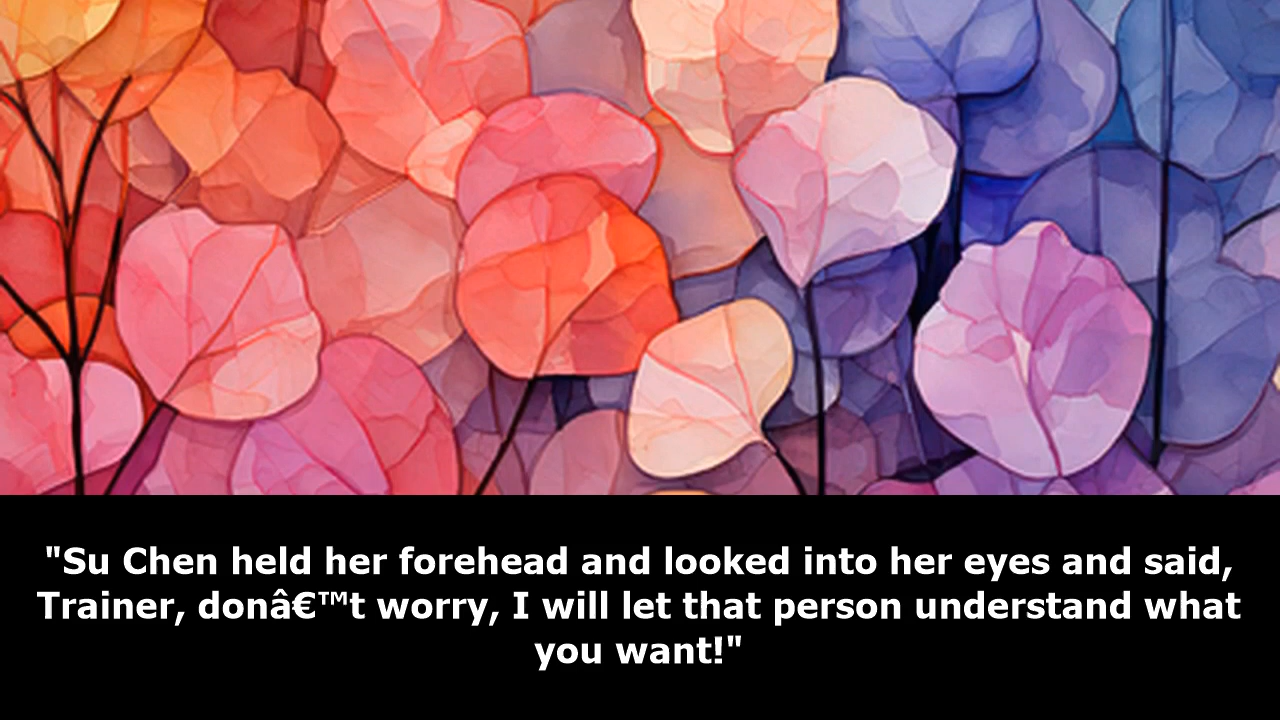 "Su Chen held her forehead and looked into her eyes and said,
Trainer, donâ€™t worry, I will let that person understand what
you want!"